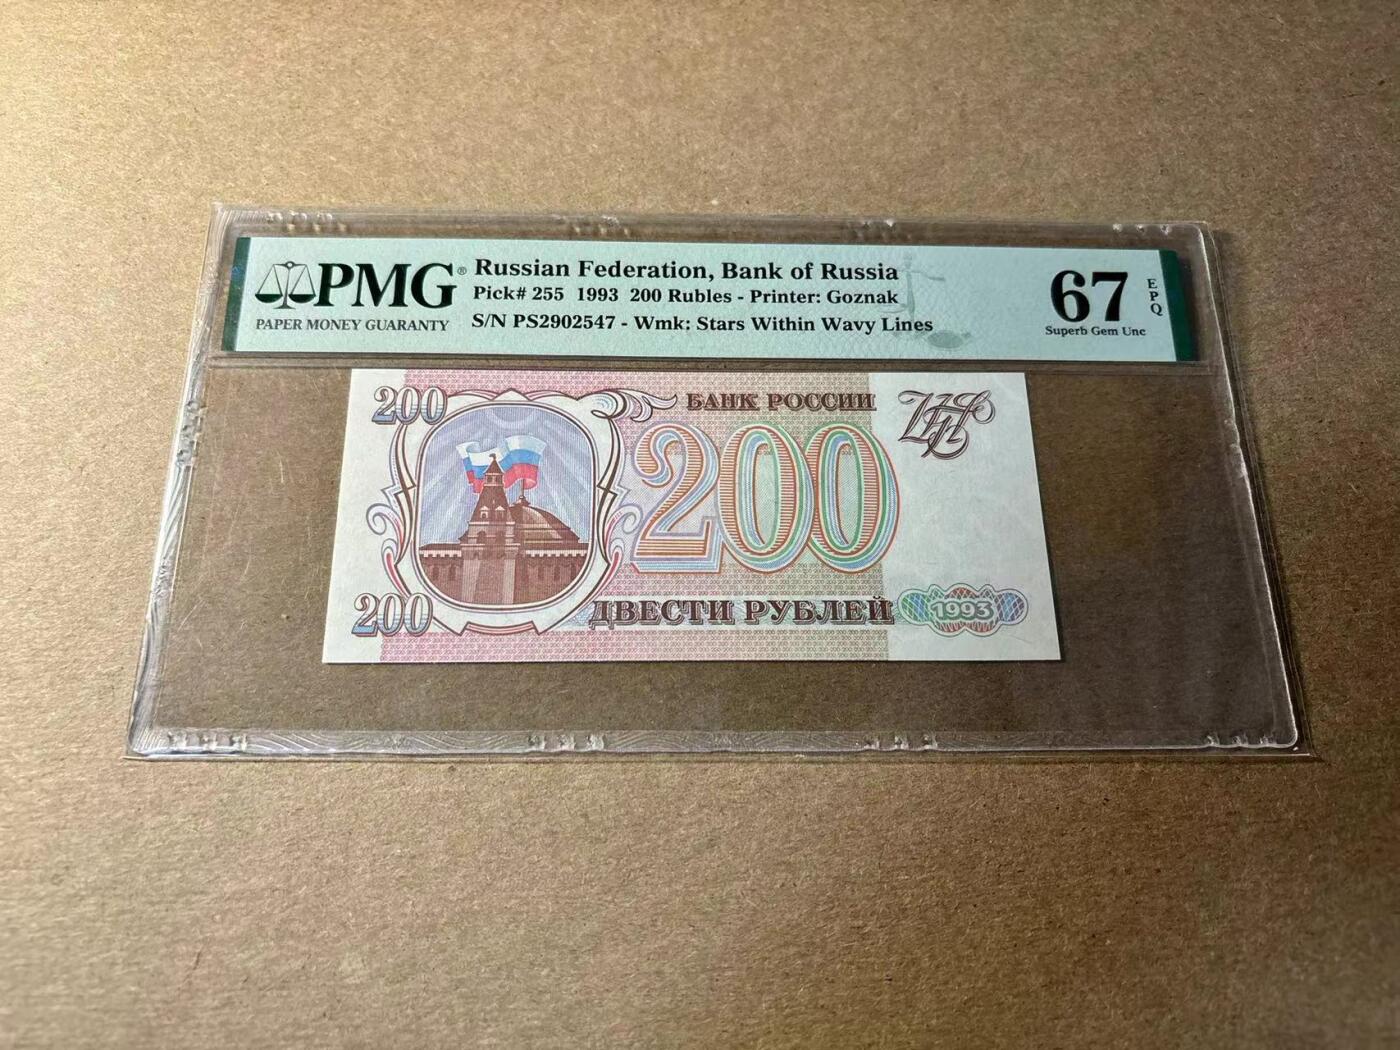 PMG®
PAPER MONEY GUARANTY
Russian Federation, Bank of Russia
Pick# 255 1993 200 Rubles - Printer: Goznak
S/N PS2902547 - Wmk: Stars Within Wavy Lines
67
EPQ
Superb Gem Unc
200
БАНК РОССИИ
200
200
ДВЕСТИ РУБЛЕЙ
1993